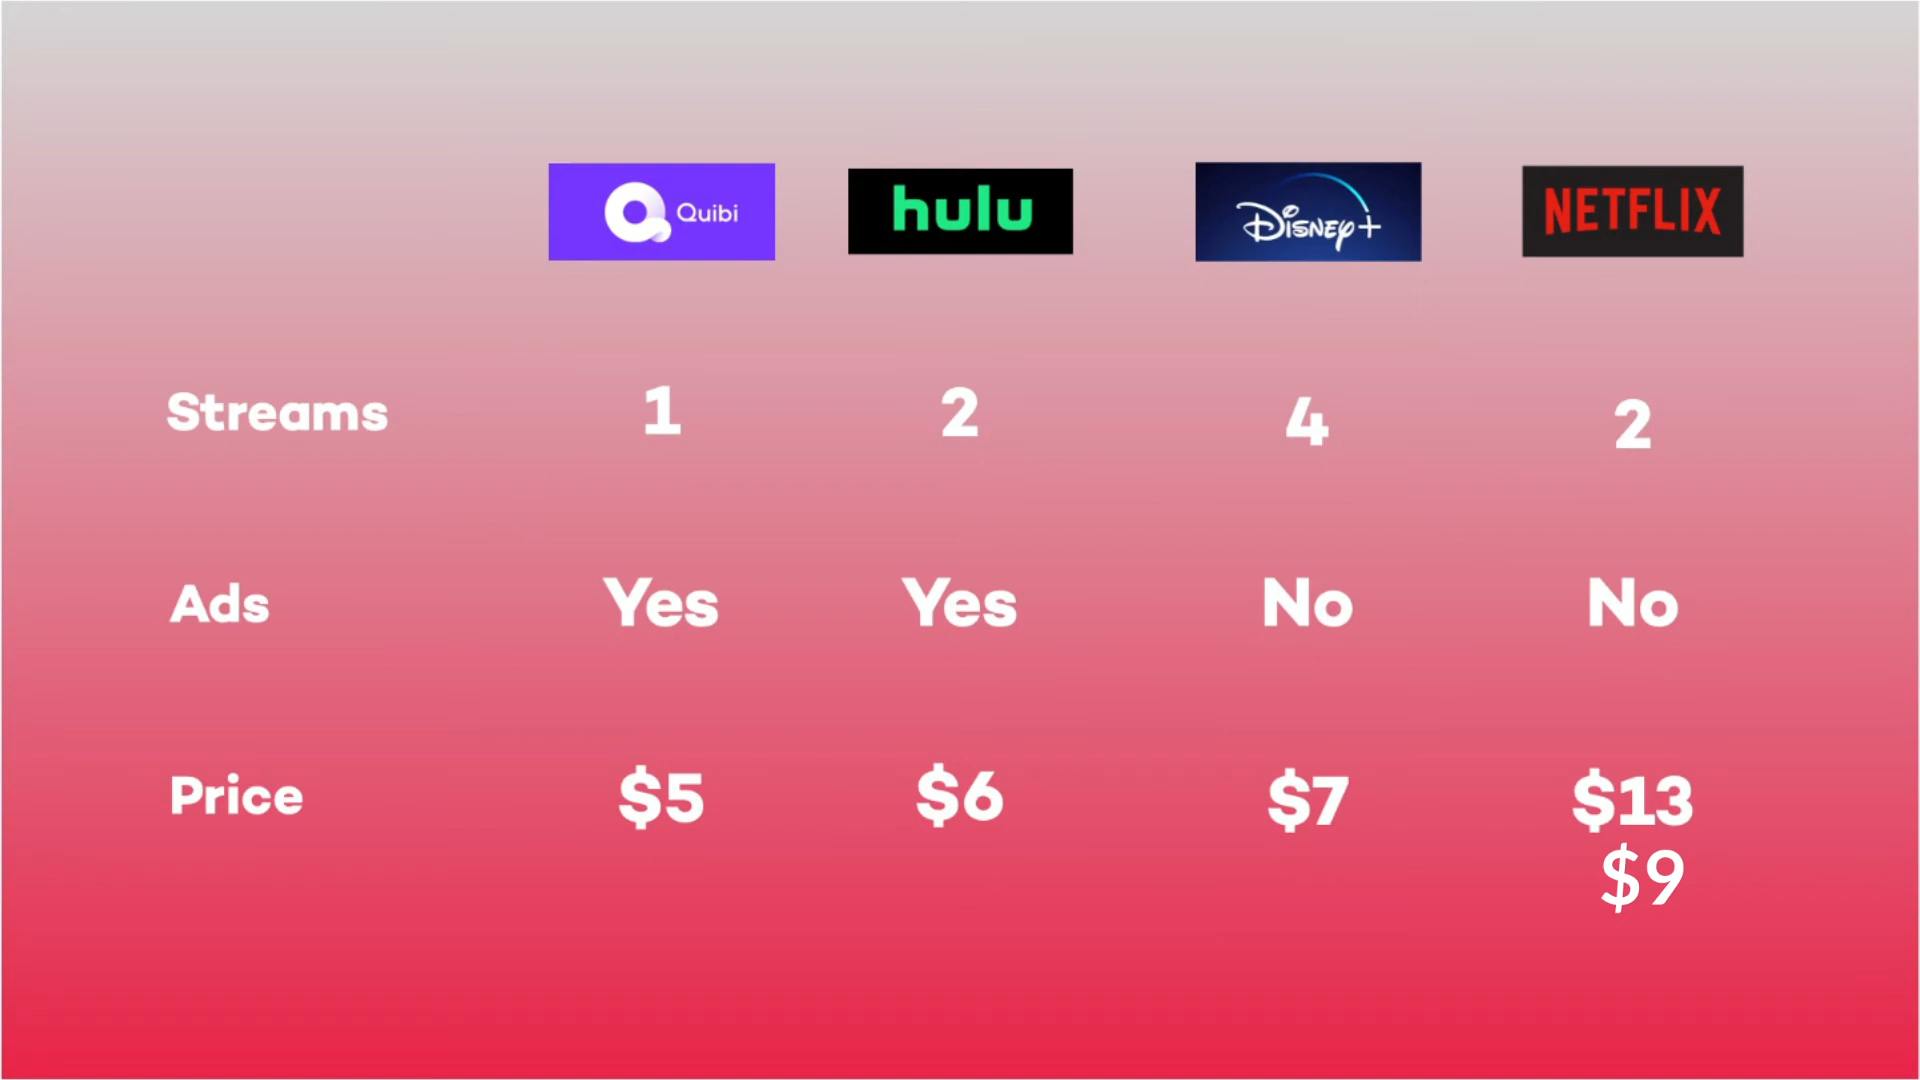 Quibi hulu Disney+ NETFLIX
Streams 1 2 4 2
Ads Yes Yes No No
Price $5 $6 $7 $13
$9